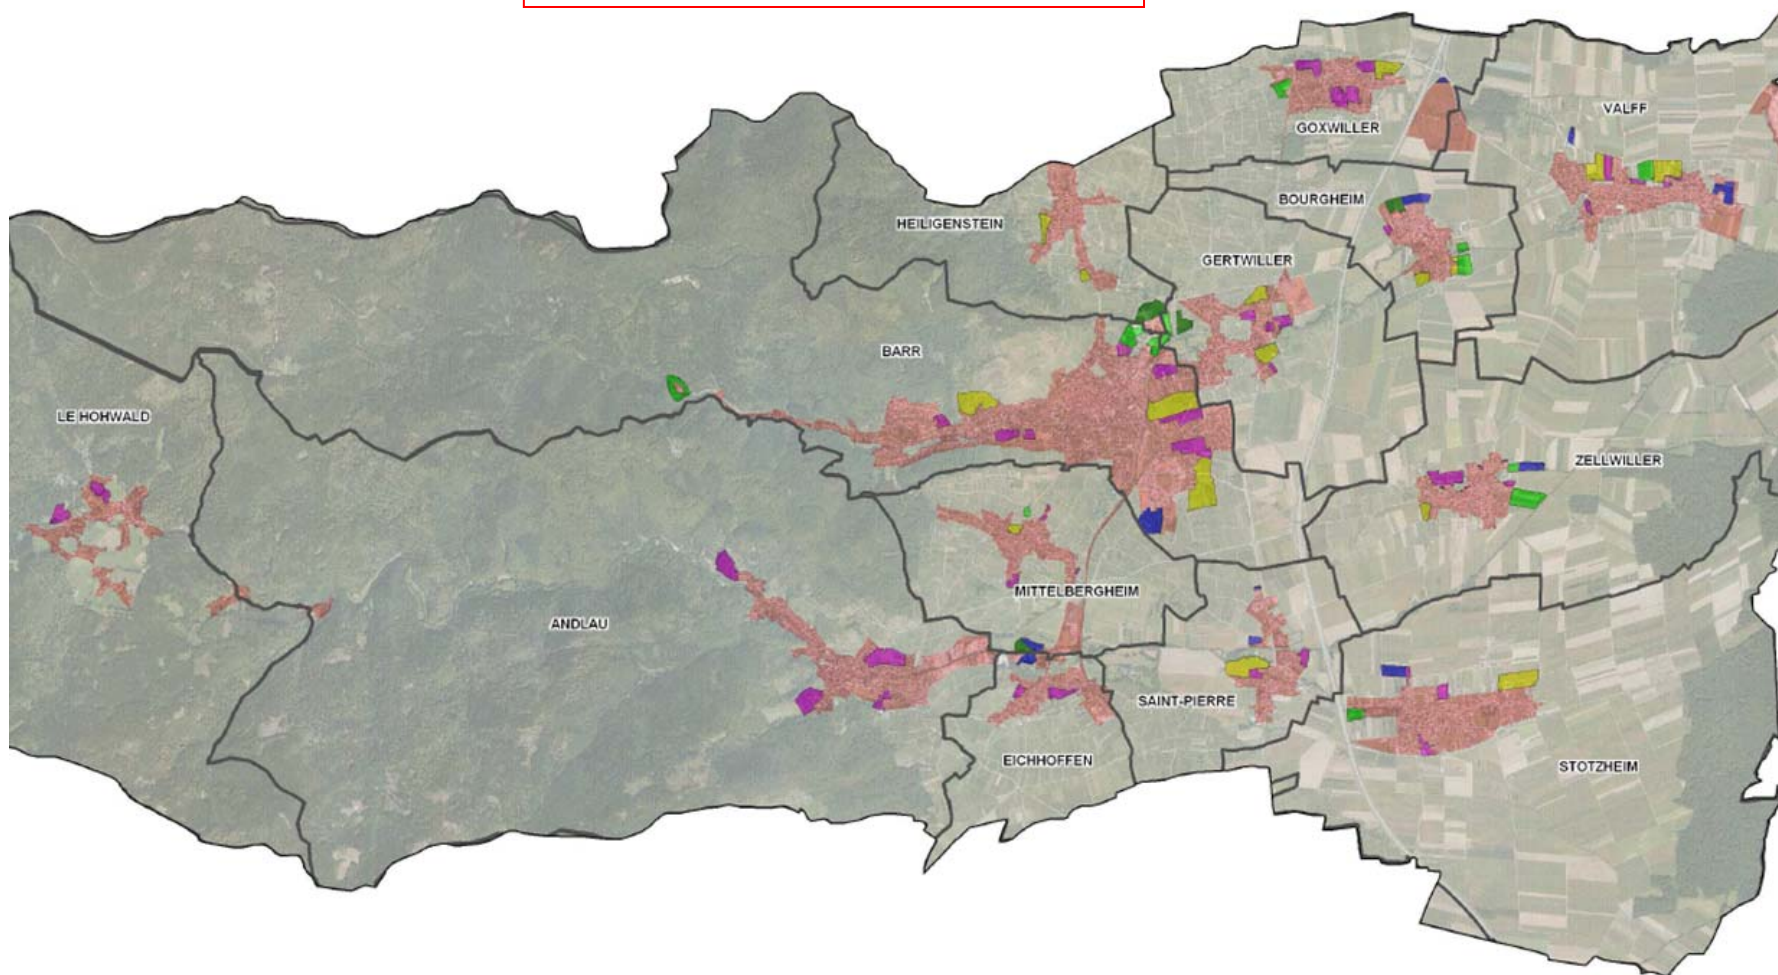 VALFF
GOXWILLER
BOURGHEIM
HEILIGENSTEIN
GERTWILLER
BARR
LE HOHWALD
ZELLWILLER
MITTELBERGHEIM
ANDLAU
SAINT-PIERRE
EICHHOFFEN
STOTZHEIM